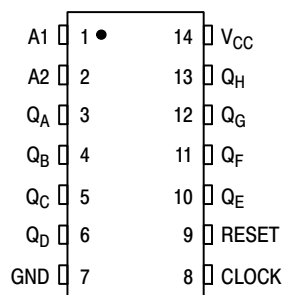 A1 1 14 VCC
A2 2 13 QH
QA 3 12 QG
QB 4 11 QF
QC 5 10 QE
QD 6 9 RESET
GND 7 8 CLOCK